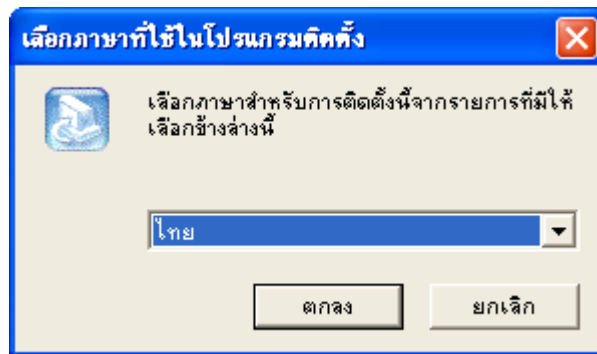 เลือกภาษาที่ใช้ในโปรแกรมติดตั้ง
เลือกภาษาสำหรับการติดตั้งนี้จากรายการที่มีให้
เลือกข้างล่างนี้
ไทย
ตกลง
ยกเลิก